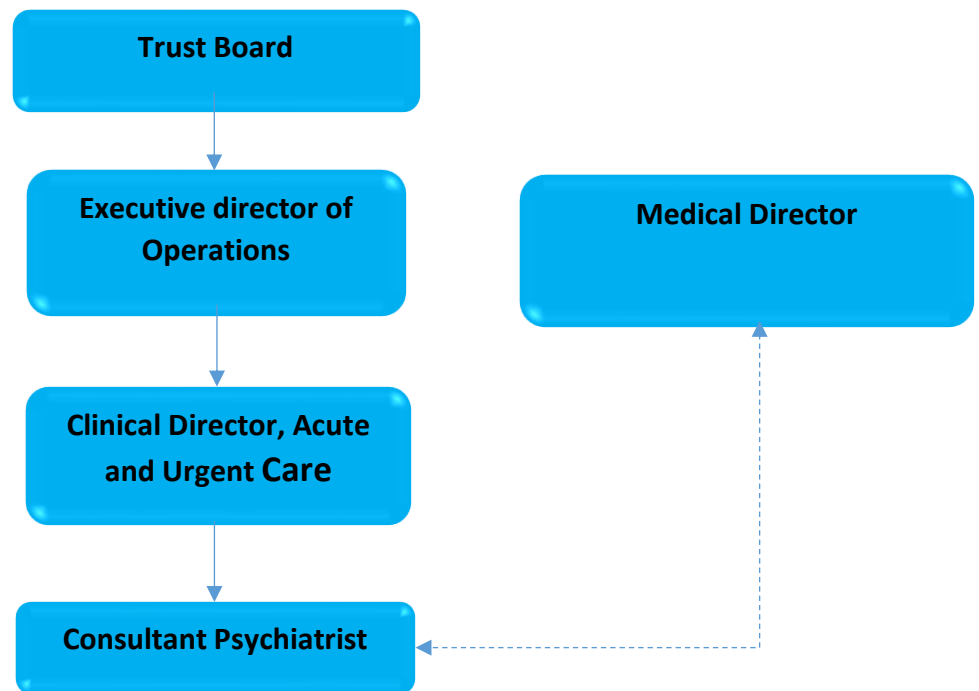 Trust Board
Executive director of
Operations
Medical Director
Clinical Director, Acute
and Urgent Care
Consultant Psychiatrist